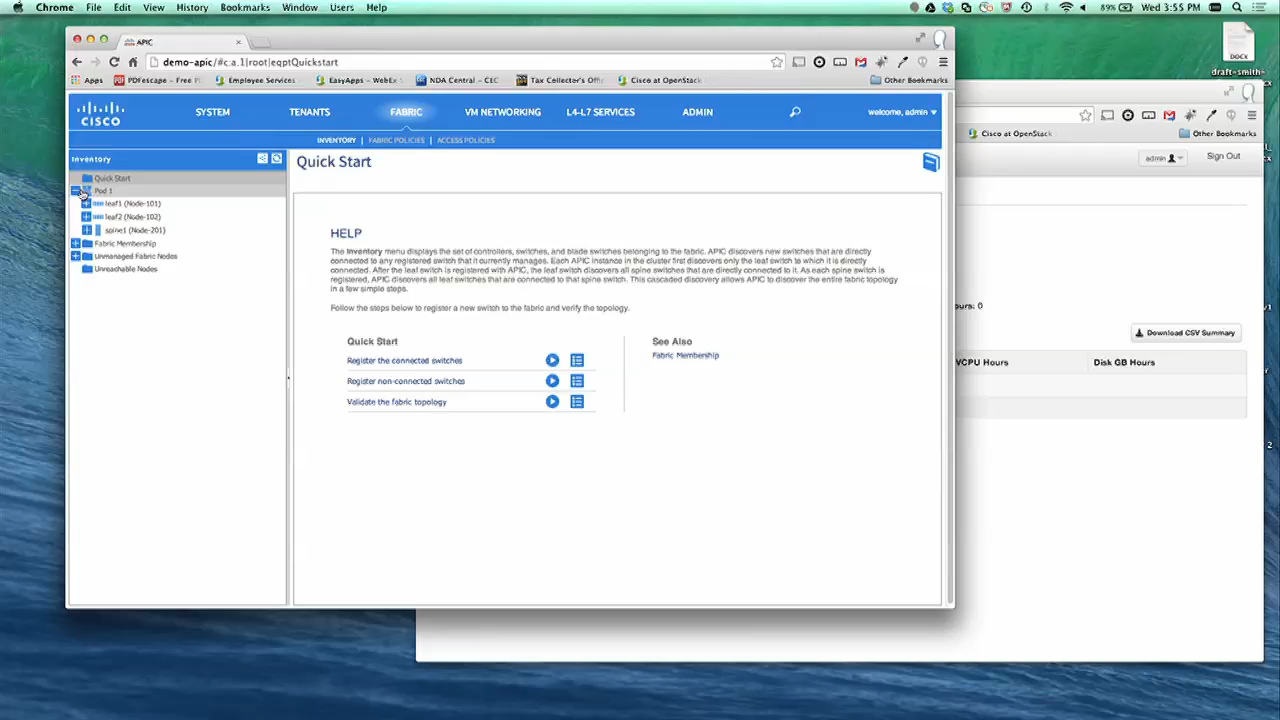 Chrome File Edit View History Bookmarks Window Users Help
89% Wed 3:55 PM
APIC
demo-apic/#c.a.1|root|eqptQuickstart
Apps PDFescape - Free Employee Services EasyApps - WebEx NDA Central - CEC Tax Collector's Offi Cisco at OpenStack Other Bookmarks
CISCO SYSTEM TENANTS FABRIC VM NETWORKING L4-L7 SERVICES ADMIN welcome, admin
INVENTORY | FABRIC POLICIES | ACCESS POLICIES
Inventory
Quick Start
Pod 1
leaf1 (Node-101)
leaf2 (Node-102)
spine1 (Node-201)
Fabric Membership
Unmanaged Fabric Nodes
Unreachable Nodes
Quick Start
HELP
The Inventory menu displays the set of controllers, switches, and blade switches belonging to the fabric. APIC discovers new switches that are directly
connected to any registered switch that it currently manages. Each APIC instance in the cluster first discovers only the leaf switch to which it is directly
connected. After the leaf switch is registered with APIC, the leaf switch discovers all spine switches that are directly connected to it. As each spine switch is
registered, APIC discovers all leaf switches that are connected to that spine switch. This cascaded discovery allows APIC to discover the entire fabric topology
in a few simple steps.
Follow the steps below to register a new switch to the fabric and verify the topology.
Quick Start
Register the connected switches
Register non-connected switches
Validate the fabric topology
See Also
Fabric Membership
DOCX
draft-smith-
Cisco at OpenStack Other Bookmarks
admin Sign Out
ours: 0
Download CSV Summary
VCPU Hours Disk GB Hours